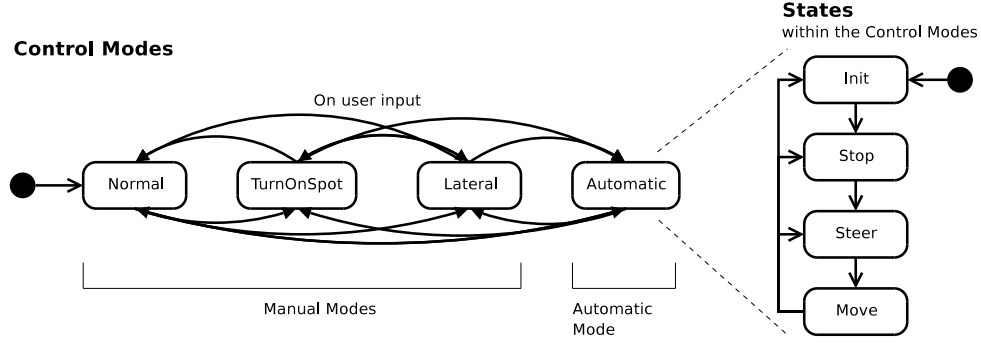 Control Modes
States
within the Control Modes
On user input
Normal
TurnOnSpot
Lateral
Automatic
Manual Modes
Automatic
Mode
Init
Stop
Steer
Move